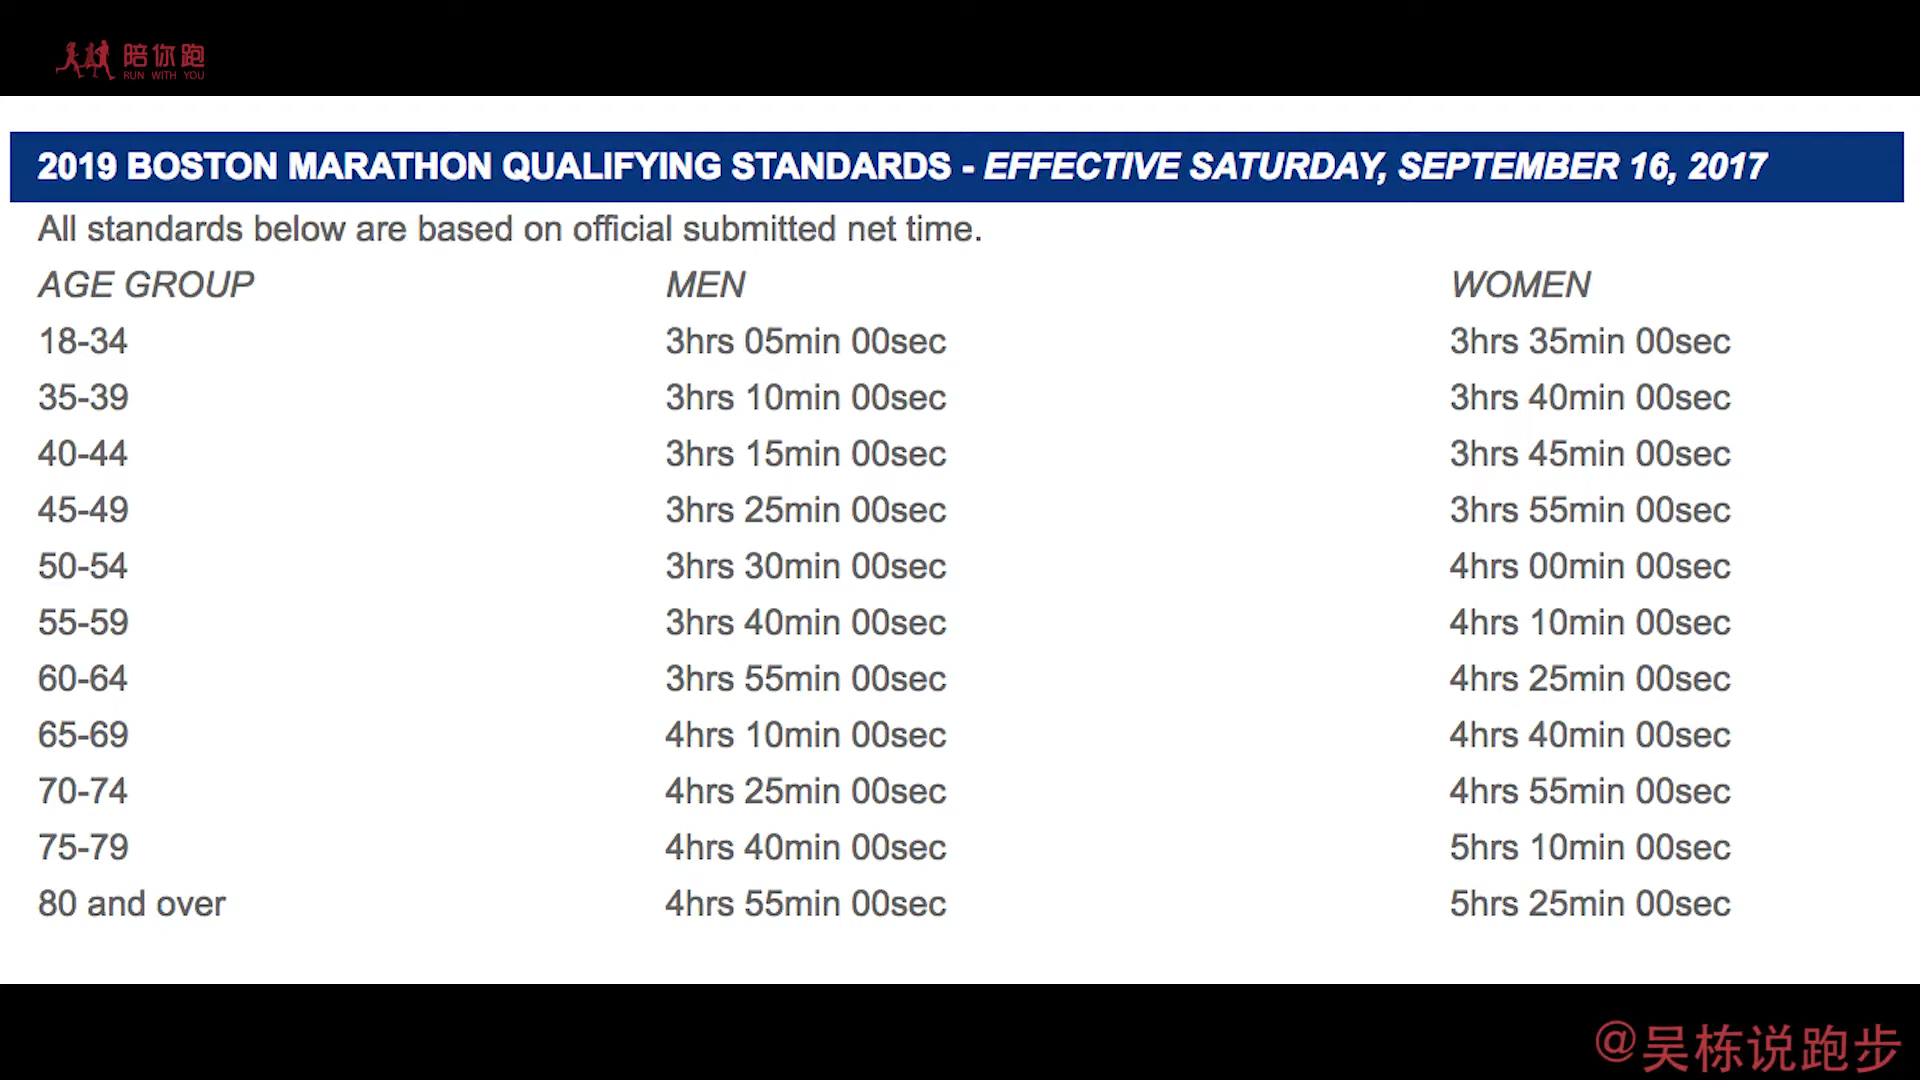 陪你跑
RUN WITH YOU
2019 BOSTON MARATHON QUALIFYING STANDARDS - EFFECTIVE SATURDAY, SEPTEMBER 16, 2017
All standards below are based on official submitted net time.
AGE GROUP MEN WOMEN
18-34 3hrs 05min 00sec 3hrs 35min 00sec
35-39 3hrs 10min 00sec 3hrs 40min 00sec
40-44 3hrs 15min 00sec 3hrs 45min 00sec
45-49 3hrs 25min 00sec 3hrs 55min 00sec
50-54 3hrs 30min 00sec 4hrs 00min 00sec
55-59 3hrs 40min 00sec 4hrs 10min 00sec
60-64 3hrs 55min 00sec 4hrs 25min 00sec
65-69 4hrs 10min 00sec 4hrs 40min 00sec
70-74 4hrs 25min 00sec 4hrs 55min 00sec
75-79 4hrs 40min 00sec 5hrs 10min 00sec
80 and over 4hrs 55min 00sec 5hrs 25min 00sec
@吴栋说跑步